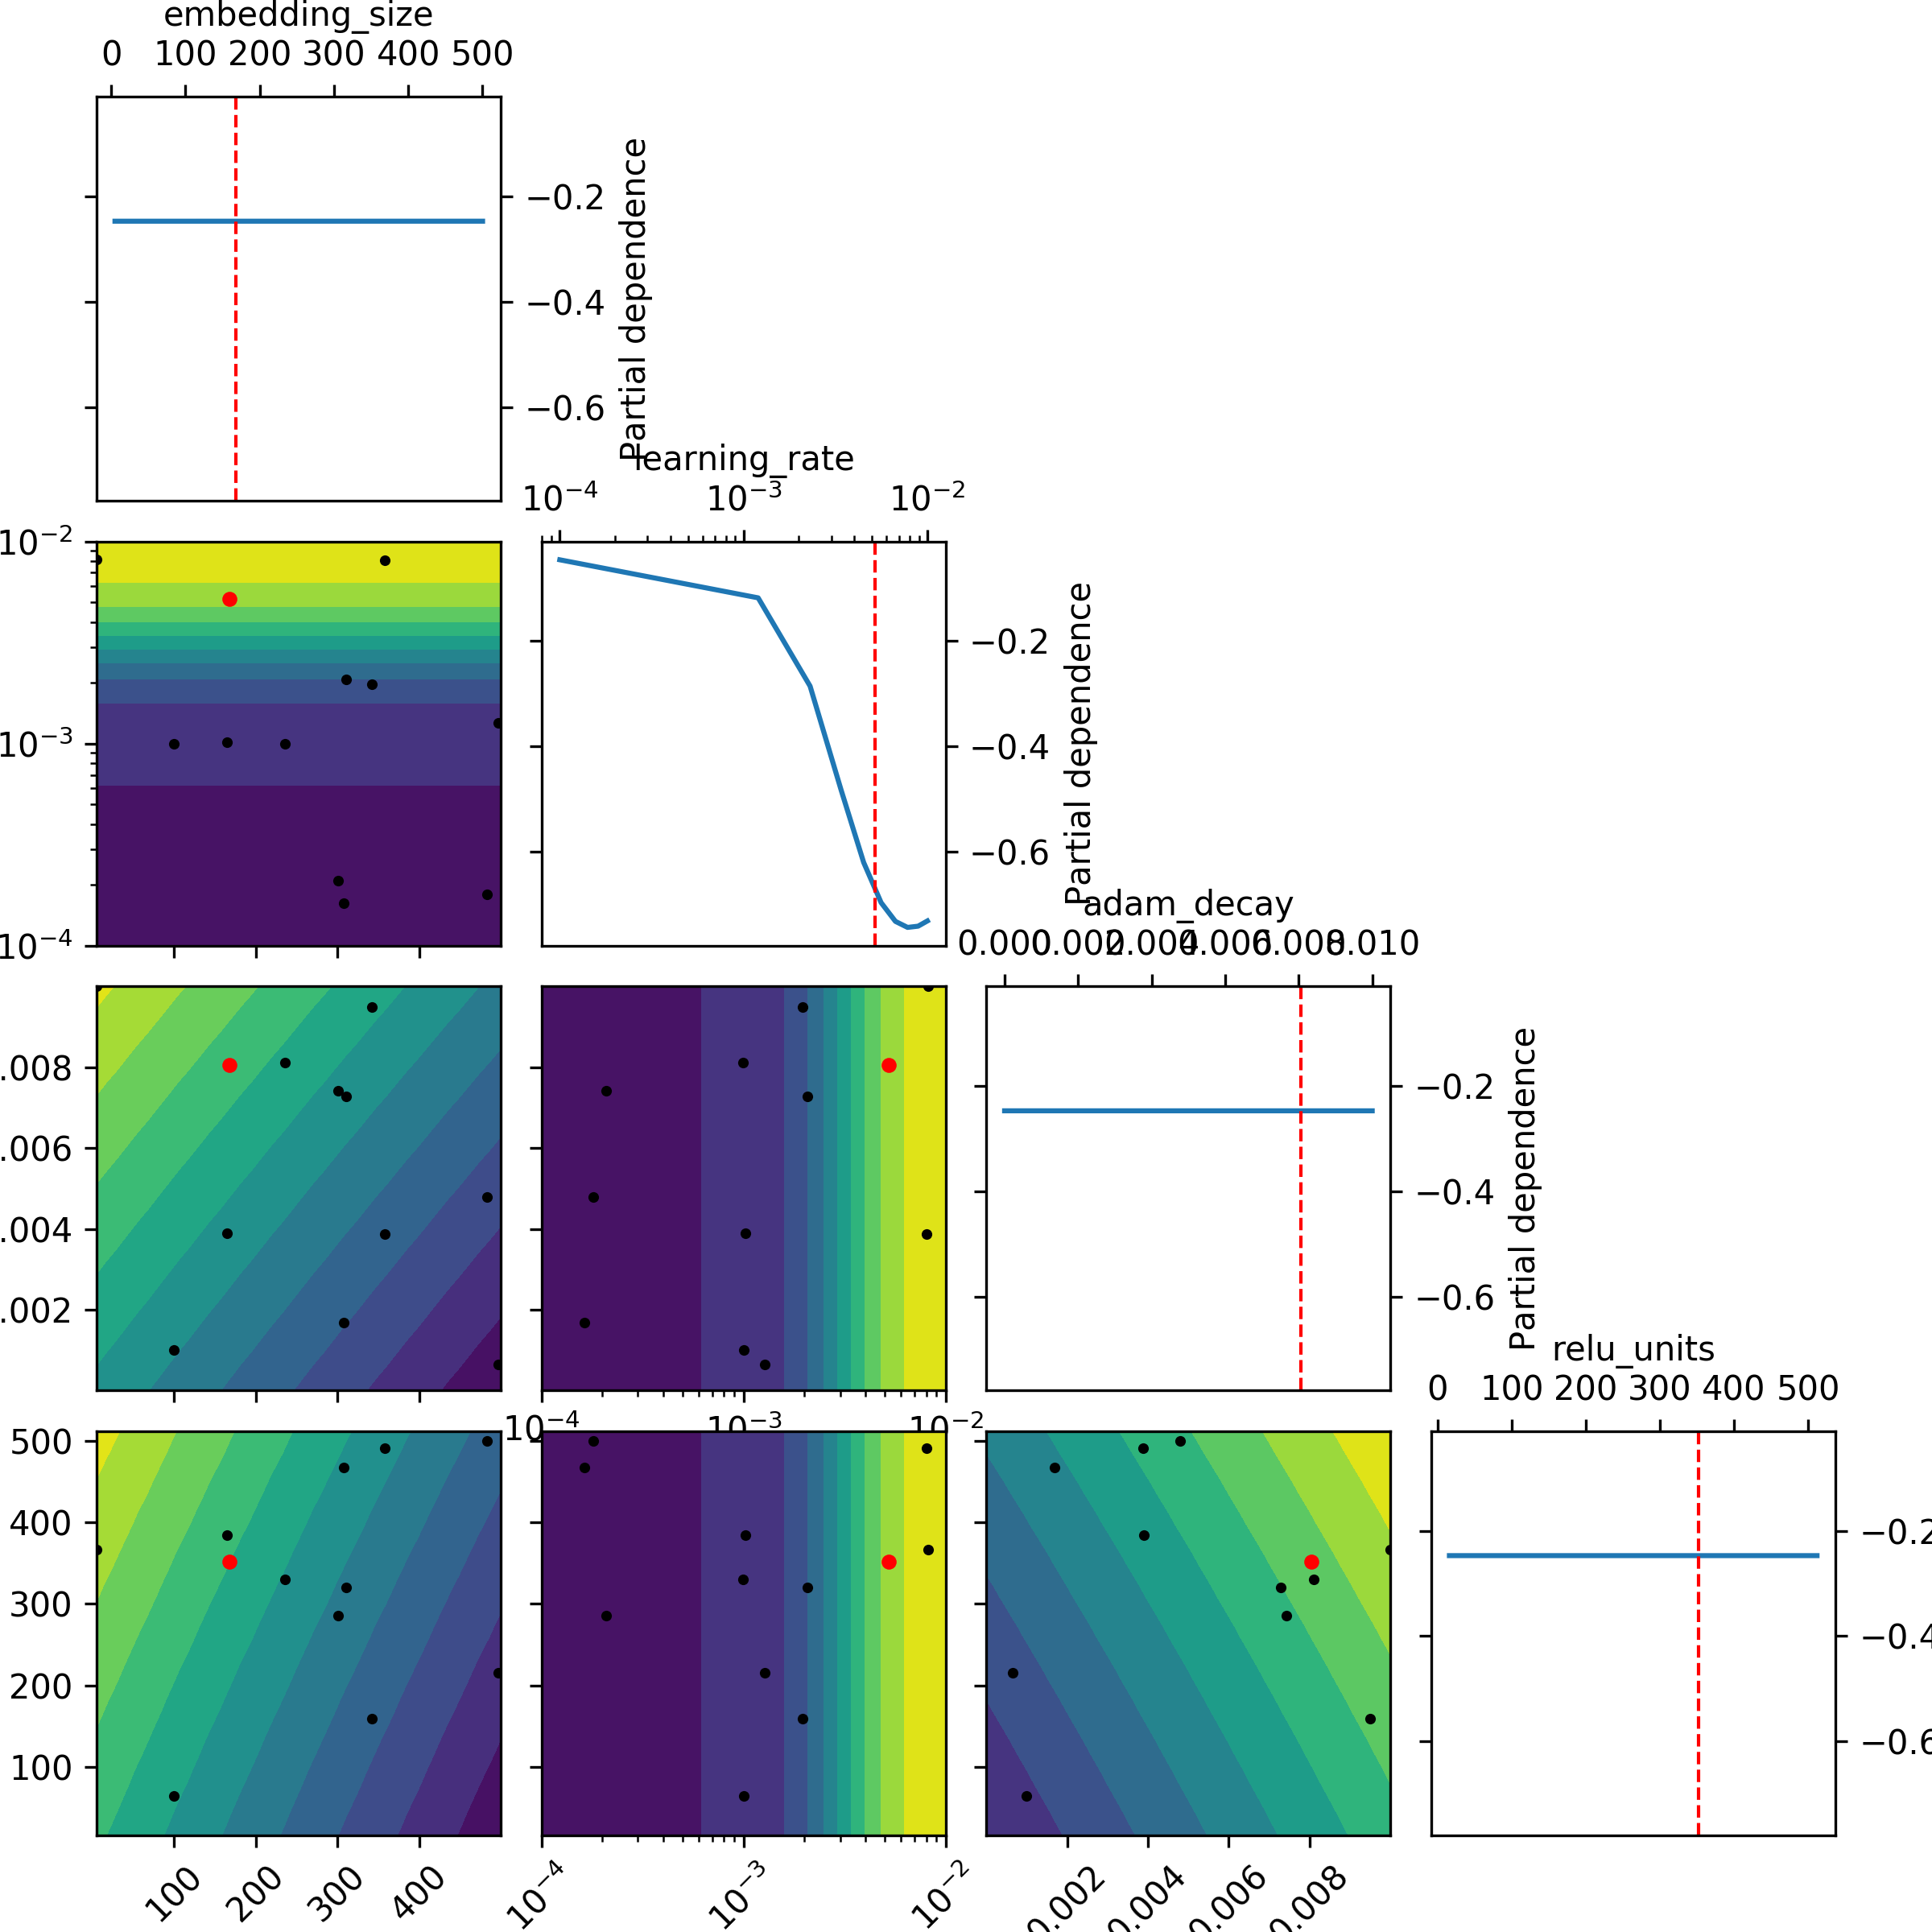 embedding_size
0 100 200 300 400 500
−0.2
−0.4
−0.6
Partial dependence
learning_rate
10⁻⁴ 10⁻³ 10⁻²
10⁻²
10⁻³
10⁻⁴
−0.2
−0.4
−0.6
Partial dependence
adam_decay
0.000 0.002 0.004 0.006 0.008 0.010
.008
.006
.004
.002
−0.2
−0.4
−0.6
Partial dependence
relu_units
0 100 200 300 400 500
10⁻⁴ 10⁻³ 10⁻²
500
400
300
200
100
−0.2
−0.4
−0.6
100 200 300 400
10⁻⁴ 10⁻³ 10⁻²
0.002 0.004 0.006 0.008